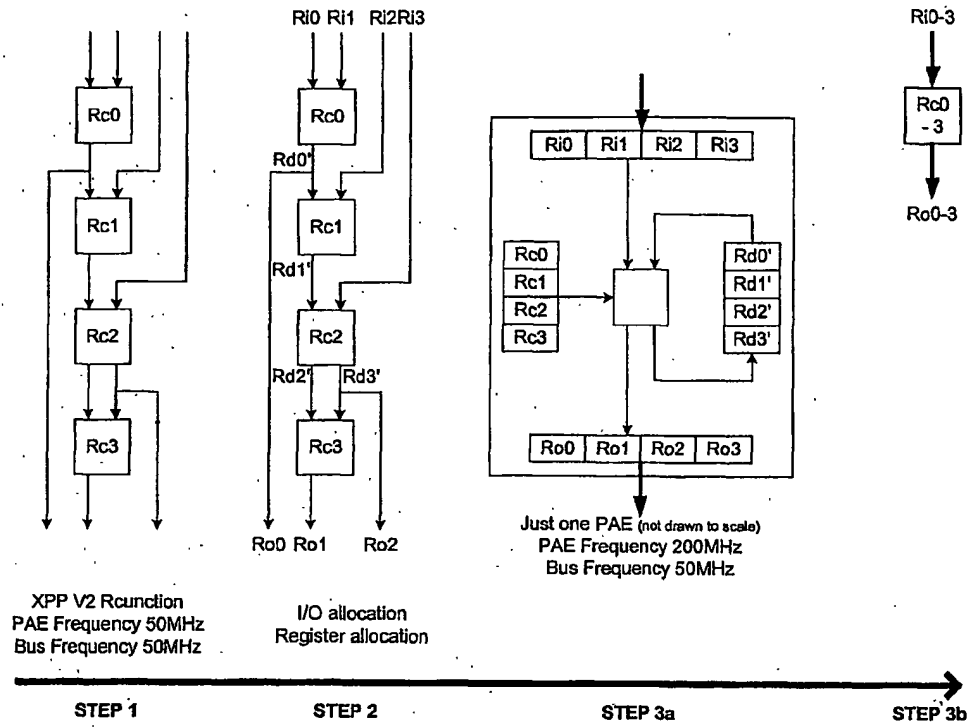 Rc0
Rc1
Rc2
Rc3
XPP V2 Rcunction
PAE Frequency 50MHz
Bus Frequency 50MHz
Ri0 Ri1 Ri2 Ri3
Rc0
Rd0'
Rc1
Rd1'
Rc2
Rd2' Rd3'
Rc3
Ro0 Ro1 Ro2
I/O allocation
Register allocation
Ri0 Ri1 Ri2 Ri3
Rc0
Rc1
Rc2
Rc3
Rd0'
Rd1'
Rd2'
Rd3'
Ro0 Ro1 Ro2 Ro3
Just one PAE (not drawn to scale)
PAE Frequency 200MHz
Bus Frequency 50MHz
Ri0-3
Rc0
- 3
Ro0-3
STEP 1 STEP 2 STEP 3a STEP 3b